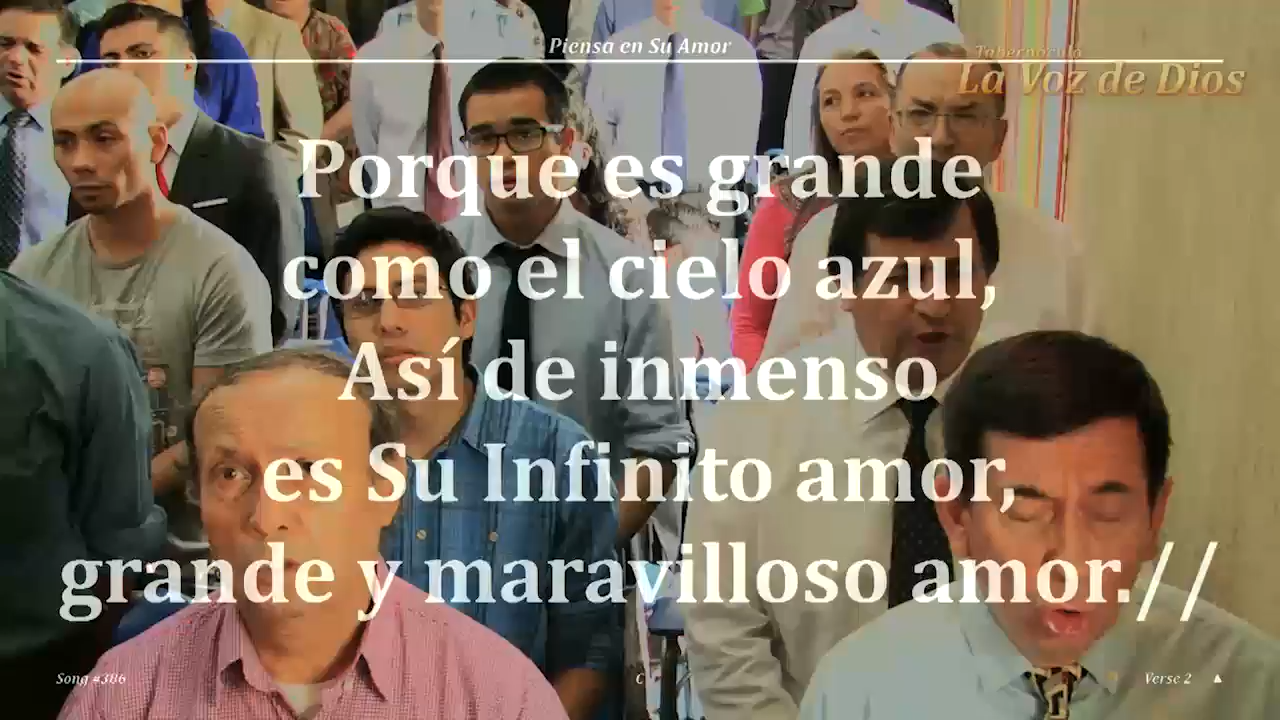 Piensa en Su Amor
Tabernáculo
La Voz de Dios
Porque es grande
como el cielo azul,
Así de inmenso
es Su Infinito amor,
grande y maravilloso amor.//
Song #386
C
Verse 2 ▲